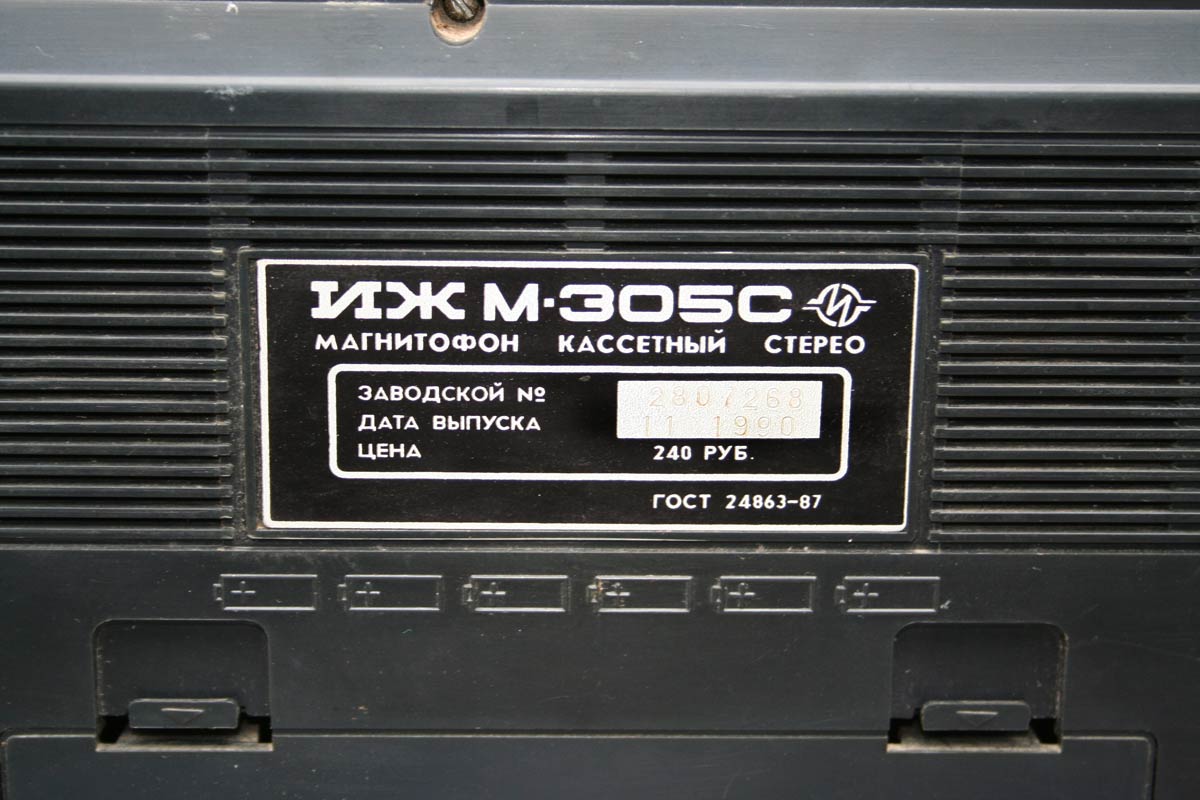 ИЖ М-305С
МАГНИТОФОН КАССЕТНЫЙ СТЕРЕО
ЗАВОДСКОЙ № 2807268
ДАТА ВЫПУСКА 11 1990
ЦЕНА 240 РУБ.
ГОСТ 24863-87